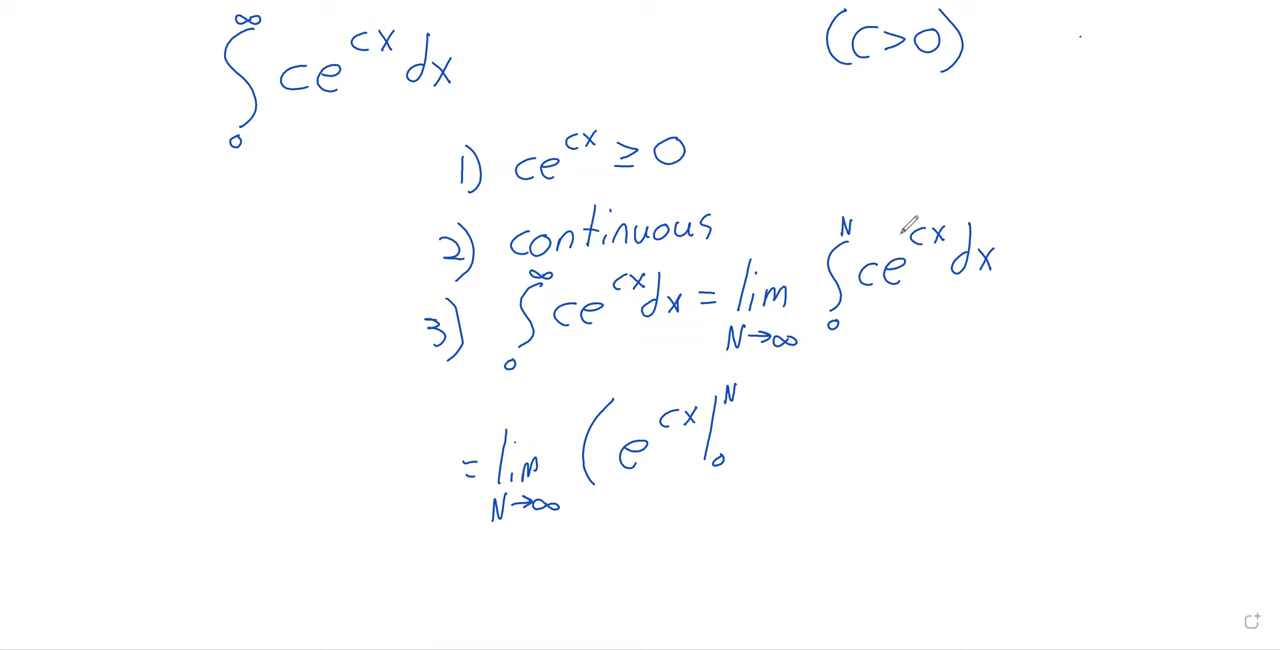 ∫₀^∞ ce^{cx} dx (c>0)
1) ce^{cx} ≥ 0
2) continuous
3) ∫₀^∞ ce^{cx} dx = lim_{N→∞} ∫₀^N ce^{cx} dx
= lim_{N→∞} ( e^{cx} |₀^N